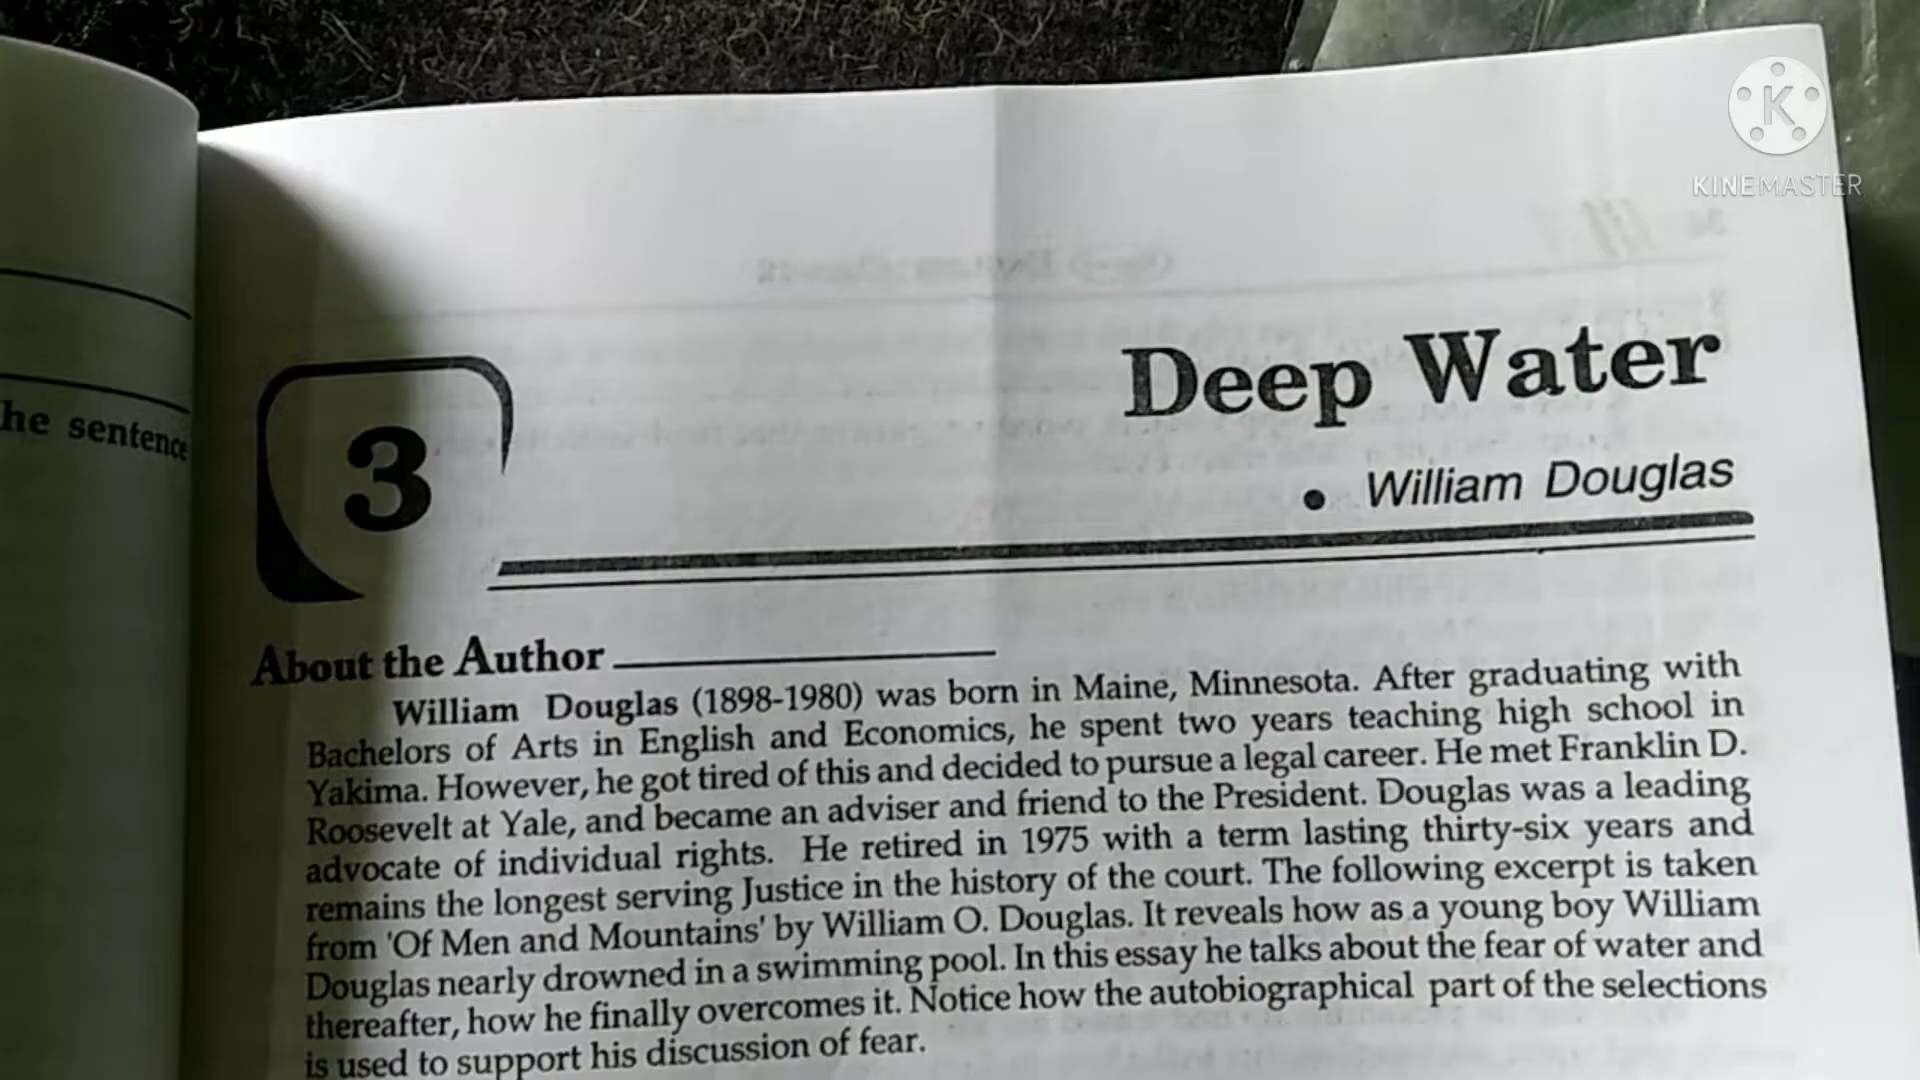 KINEMASTER
he sentence
3
Deep Water
• William Douglas
About the Author
William Douglas (1898-1980) was born in Maine, Minnesota. After graduating with
Bachelors of Arts in English and Economics, he spent two years teaching high school in
Yakima. However, he got tired of this and decided to pursue a legal career. He met Franklin D.
Roosevelt at Yale, and became an adviser and friend to the President. Douglas was a leading
advocate of individual rights. He retired in 1975 with a term lasting thirty-six years and
remains the longest serving Justice in the history of the court. The following excerpt is taken
from 'Of Men and Mountains' by William O. Douglas. It reveals how as a young boy William
Douglas nearly drowned in a swimming pool. In this essay he talks about the fear of water and
thereafter, how he finally overcomes it. Notice how the autobiographical part of the selections
is used to support his discussion of fear.